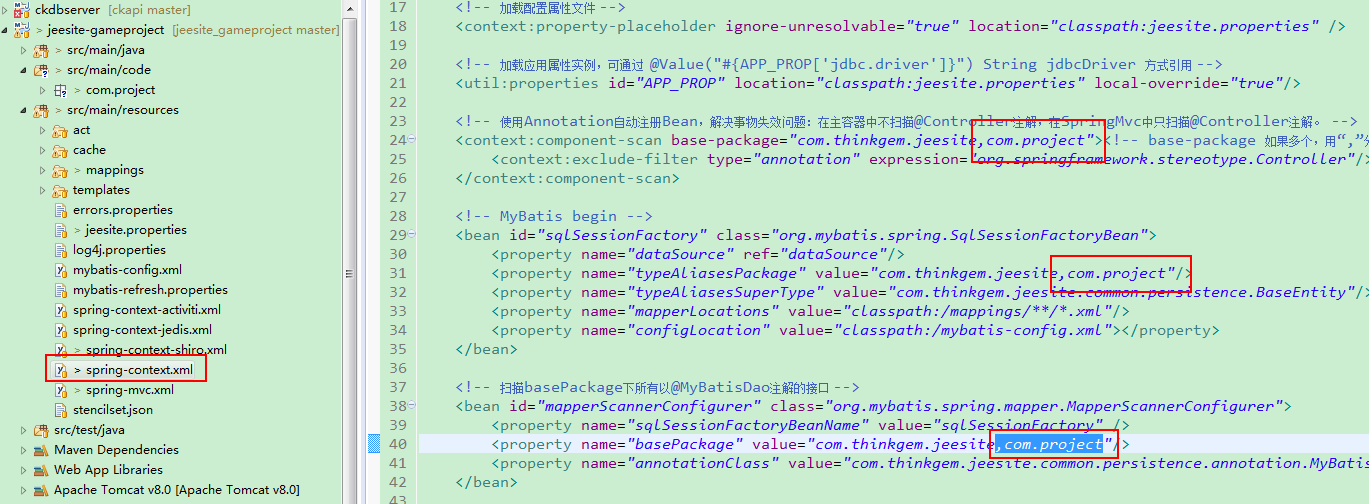 ckdbserver [ckapi master]
> jeesite-gameproject [jeesite_gameproject master]
> src/main/java
> src/main/code
> com.project
> src/main/resources
act
cache
> mappings
templates
errors.properties
> jeesite.properties
log4j.properties
mybatis-config.xml
mybatis-refresh.properties
spring-context-activiti.xml
spring-context-jedis.xml
> spring-context-shiro.xml
> spring-context.xml
> spring-mvc.xml
stencilset.json
src/test/java
Maven Dependencies
Web App Libraries
Apache Tomcat v8.0 [Apache Tomcat v8.0]
17 <!-- 加载配置属性文件 -->
18 <context:property-placeholder ignore-unresolvable="true" location="classpath:jeesite.properties" />
19
20 <!-- 加载应用属性实例，可通过 @Value("#{APP_PROP['jdbc.driver']}") String jdbcDriver 方式引用 -->
21 <util:properties id="APP_PROP" location="classpath:jeesite.properties" local-override="true"/>
22
23 <!-- 使用Annotation自动注册Bean，解决事物失效问题：在主容器中不扫描@Controller注解，在SpringMvc中只扫描@Controller注解。 -->
24 <context:component-scan base-package="com.thinkgem.jeesite,com.project"><!-- base-package 如果多个，用“,”分
25 <context:exclude-filter type="annotation" expression="org.springframework.stereotype.Controller"/>
26 </context:component-scan>
27
28 <!-- MyBatis begin -->
29 <bean id="sqlSessionFactory" class="org.mybatis.spring.SqlSessionFactoryBean">
30 <property name="dataSource" ref="dataSource"/>
31 <property name="typeAliasesPackage" value="com.thinkgem.jeesite,com.project"/>
32 <property name="typeAliasesSuperType" value="com.thinkgem.jeesite.common.persistence.BaseEntity"/>
33 <property name="mapperLocations" value="classpath:/mappings/**/*.xml"/>
34 <property name="configLocation" value="classpath:/mybatis-config.xml"></property>
35 </bean>
36
37 <!-- 扫描basePackage下所有以@MyBatisDao注解的接口 -->
38 <bean id="mapperScannerConfigurer" class="org.mybatis.spring.mapper.MapperScannerConfigurer">
39 <property name="sqlSessionFactoryBeanName" value="sqlSessionFactory" />
40 <property name="basePackage" value="com.thinkgem.jeesite,com.project"/>
41 <property name="annotationClass" value="com.thinkgem.jeesite.common.persistence.annotation.MyBatis
42 </bean>
43